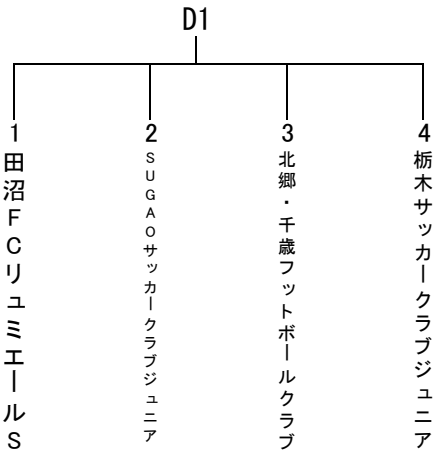 D1
1
田沼FCリュミエールS
2
SUGAOサッカークラブジュニア
3
北郷・千歳フットボールクラブ
4
栃木サッカークラブジュニア